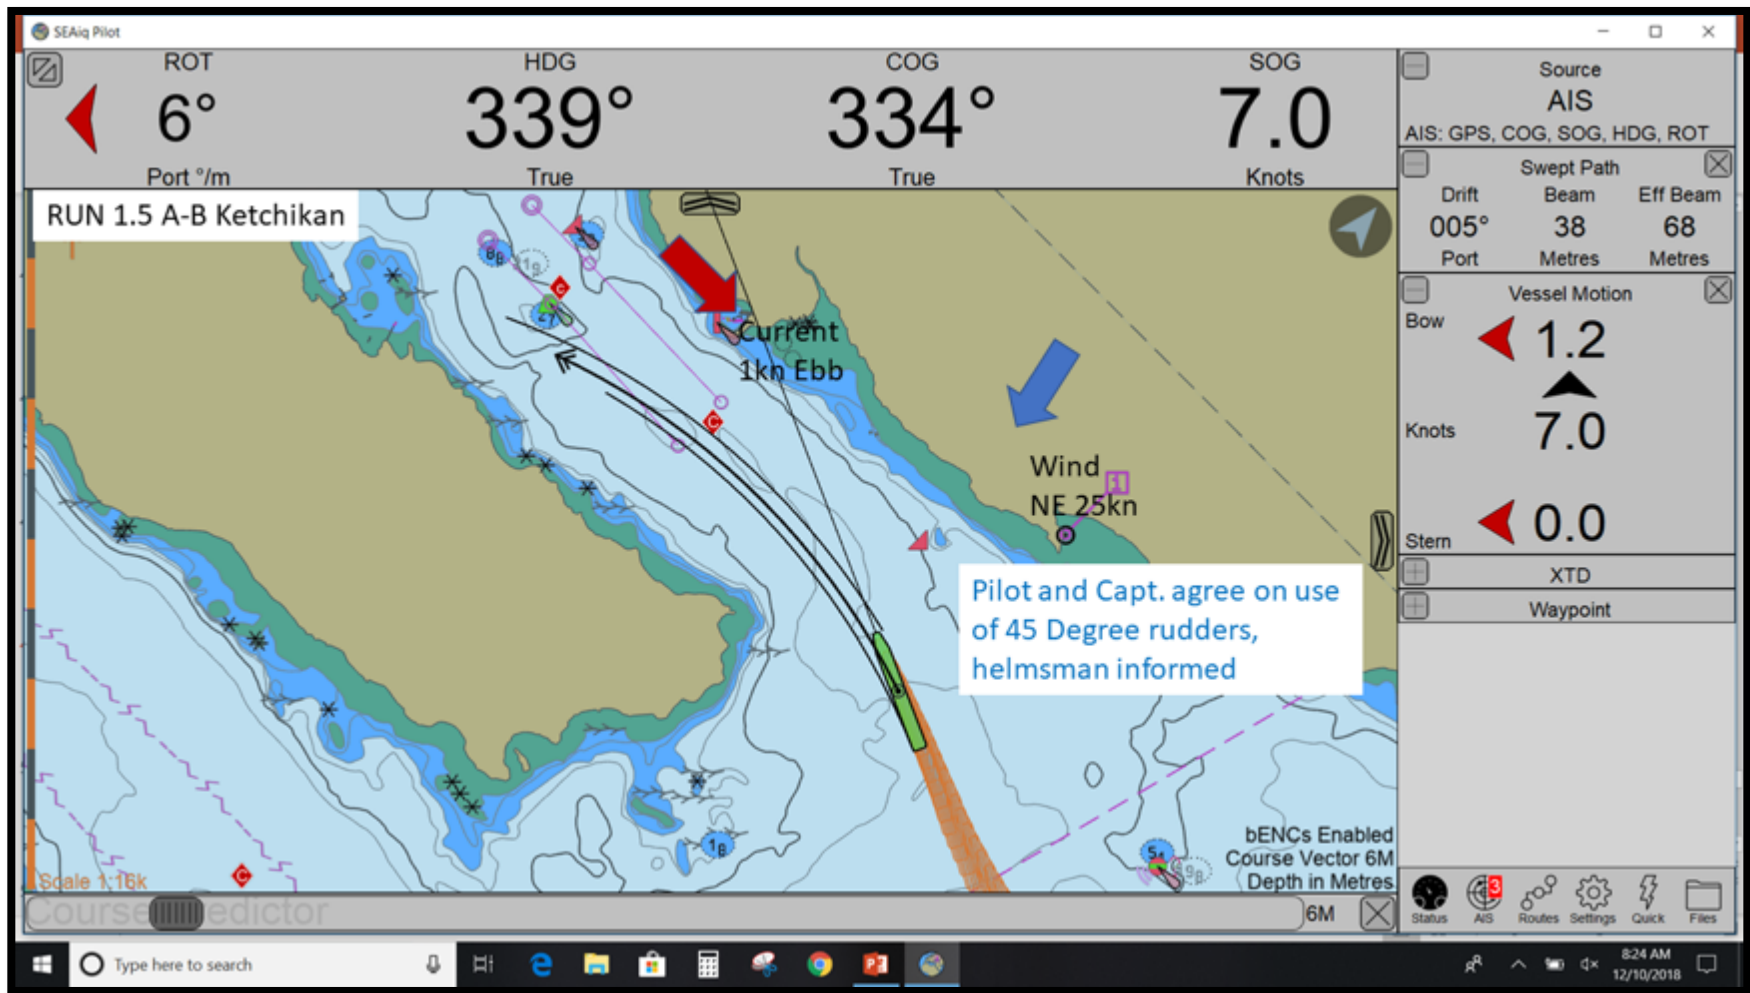 SEAiq Pilot
ROT
HDG
COG
SOG
6°
339°
334°
7.0
Port °/m
True
True
Knots
Source
AIS
AIS: GPS, COG, SOG, HDG, ROT
Swept Path
Drift
Beam
Eff Beam
005°
38
68
Port
Metres
Metres
Vessel Motion
Bow
1.2
Knots
7.0
Stern
0.0
XTD
Waypoint
RUN 1.5 A-B Ketchikan
Current
1kn Ebb
Wind
NE 25kn
1
C
C
C
Pilot and Capt. agree on use
of 45 Degree rudders,
helmsman informed
bENCs Enabled
Course Vector 6M
Depth in Metres
Scale 1:16k
6M
3
Status
AIS
Routes
Settings
Quick
Files
Type here to search
8:24 AM
12/10/2018